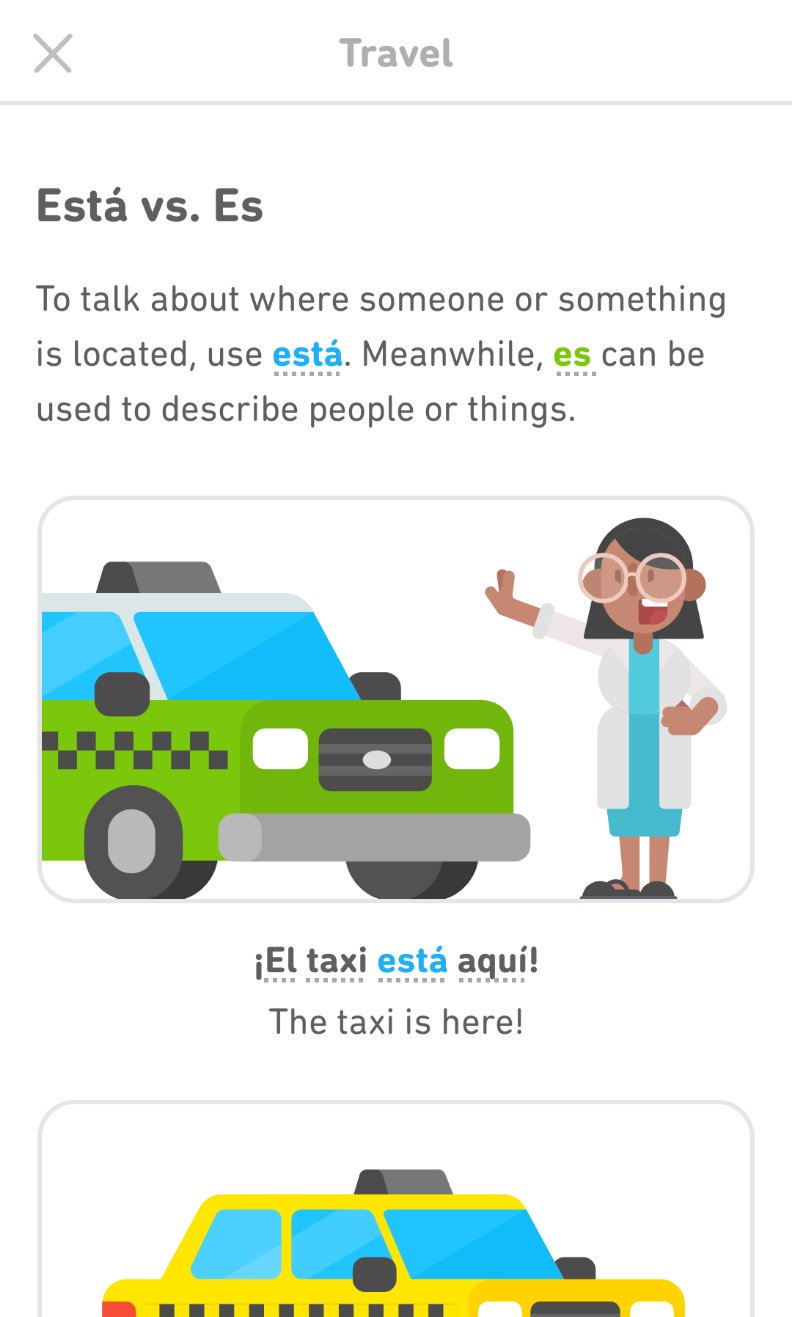 Travel
Está vs. Es
To talk about where someone or something
is located, use está. Meanwhile, es can be
used to describe people or things.
¡El taxi está aquí!
The taxi is here!